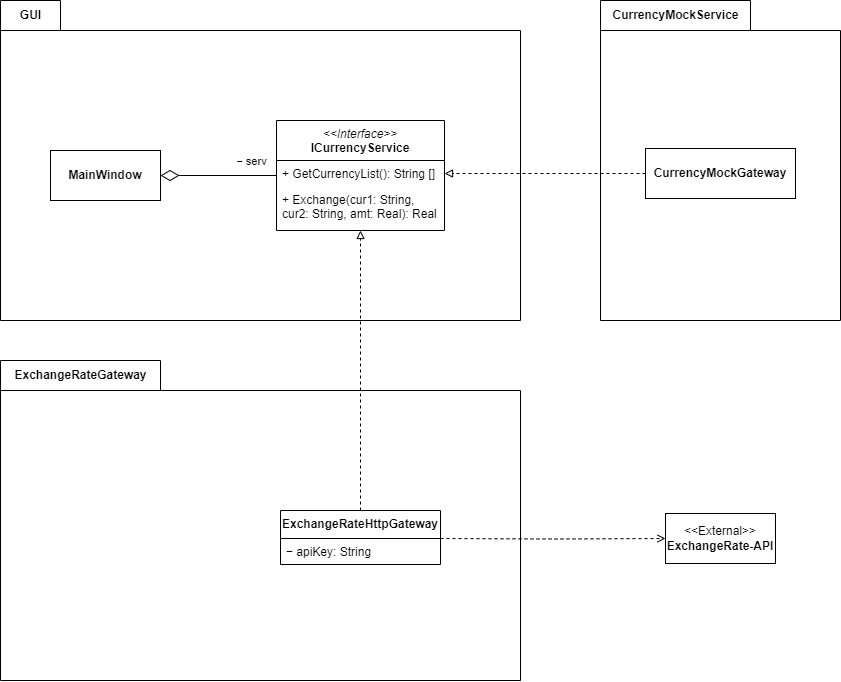 GUI
CurrencyMockService
<<Interface>>
ICurrencyService
− serv
MainWindow
+ GetCurrencyList(): String []
CurrencyMockGateway
+ Exchange(cur1: String,
cur2: String, amt: Real): Real
ExchangeRateGateway
ExchangeRateHttpGateway
− apiKey: String
<<External>>
ExchangeRate-API